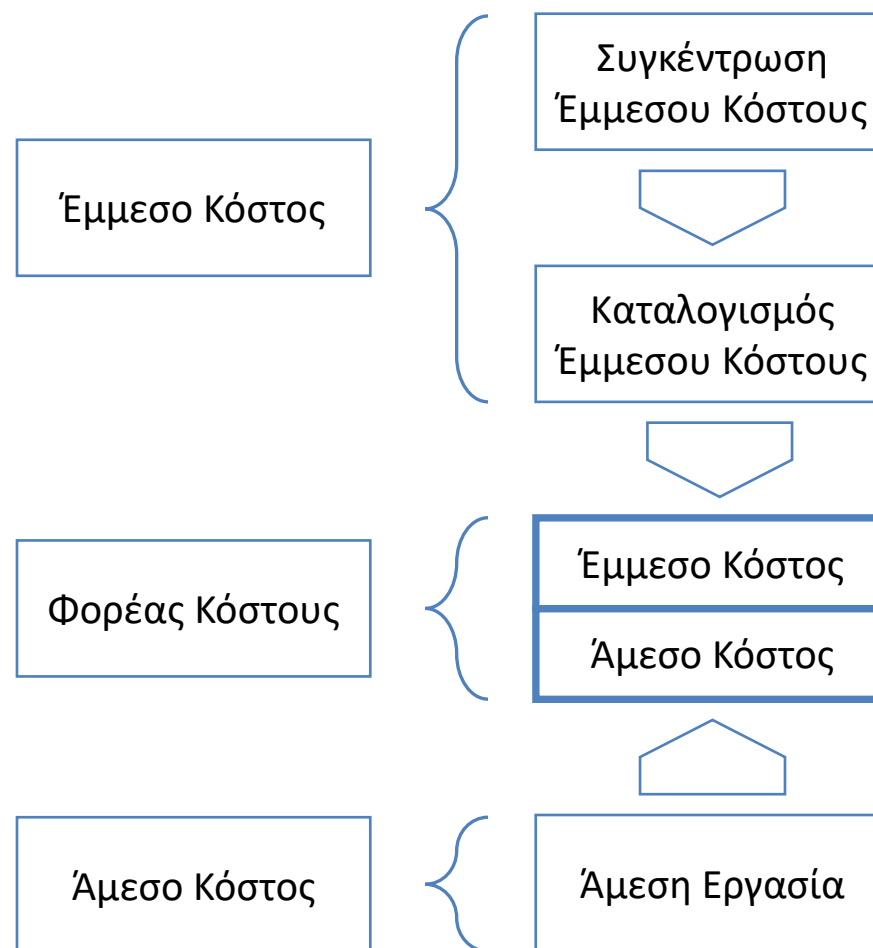 Συγκέντρωση
Έμμεσου Κόστους
Έμμεσο Κόστος
Καταλογισμός
Έμμεσου Κόστους
Έμμεσο Κόστος
Φορέας Κόστους
Άμεσο Κόστος
Άμεσο Κόστος
Άμεση Εργασία